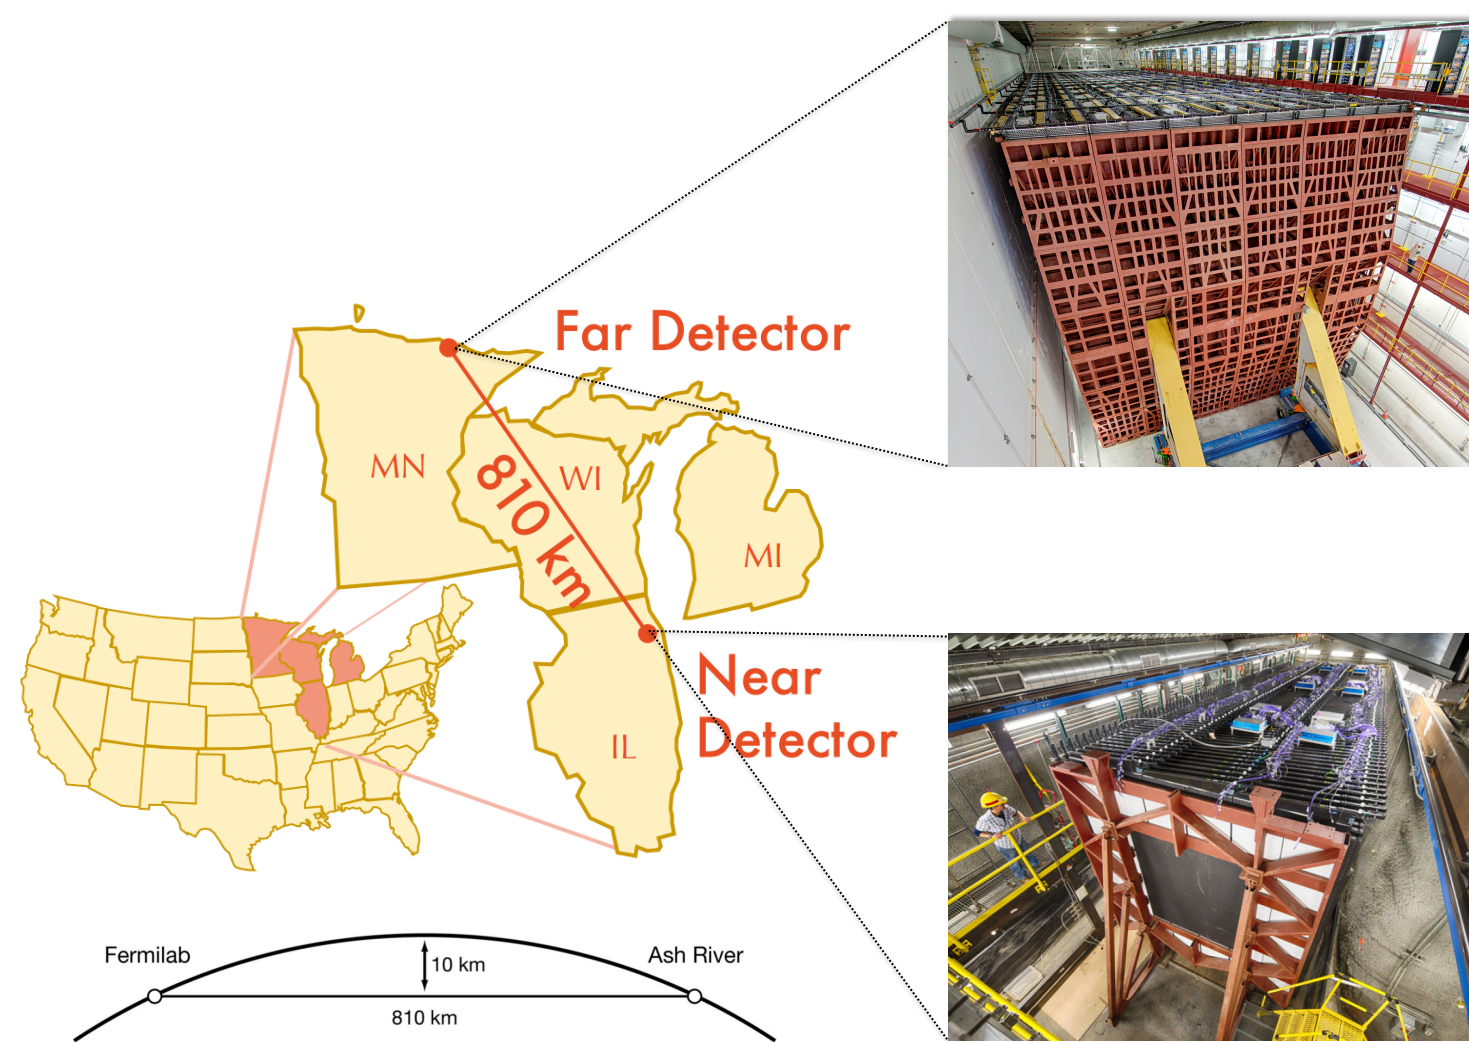 Far Detector
MN
WI
810 km
MI
Near
Detector
IL
Fermilab
Ash River
10 km
810 km